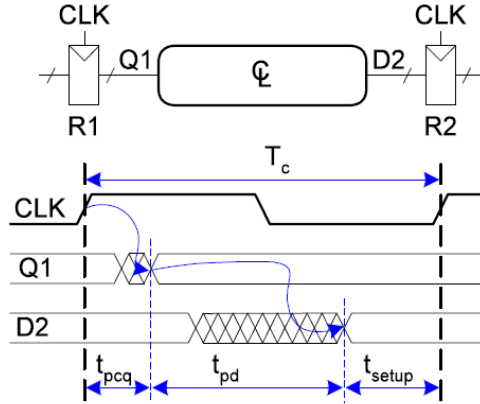 CLK CLK
Q1 CL D2
R1 R2
Tc
CLK
Q1
D2
tpcq tpd tsetup